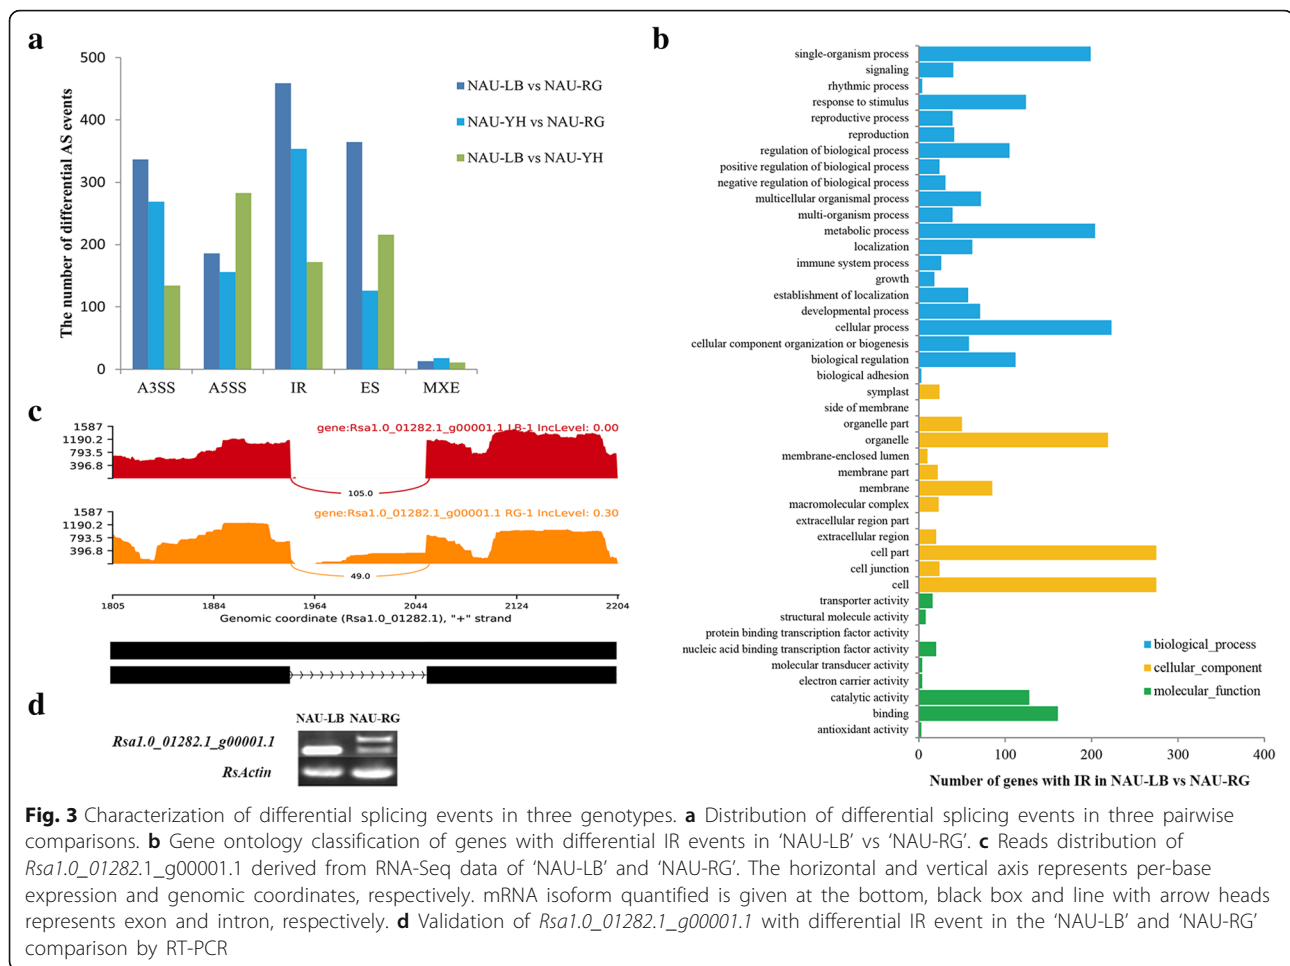 a
500
400
300
200
100
0
The number of differential AS events
A3SS A5SS IR ES MXE
NAU-LB vs NAU-RG
NAU-YH vs NAU-RG
NAU-LB vs NAU-YH
b
single-organism process
signaling
rhythmic process
response to stimulus
reproductive process
reproduction
regulation of biological process
positive regulation of biological process
negative regulation of biological process
multicellular organismal process
multi-organism process
metabolic process
localization
immune system process
growth
establishment of localization
developmental process
cellular process
cellular component organization or biogenesis
biological regulation
biological adhesion
symplast
side of membrane
organelle part
organelle
membrane-enclosed lumen
membrane part
membrane
macromolecular complex
extracellular region part
extracellular region
cell part
cell junction
cell
transporter activity
structural molecule activity
protein binding transcription factor activity
nucleic acid binding transcription factor activity
molecular transducer activity
electron carrier activity
catalytic activity
binding
antioxidant activity
biological_process
cellular_component
molecular_function
0 100 200 300 400
Number of genes with IR in NAU-LB vs NAU-RG
c
1587
1190.2
793.5
396.8
gene:Rsa1.0_01282.1_g00001.1 LB-1 IncLevel: 0.00
105.0
1587
1190.2
793.5
396.8
gene:Rsa1.0_01282.1_g00001.1 RG-1 IncLevel: 0.30
49.0
1805 1884 1964 2044 2124 2204
Genomic coordinate (Rsa1.0_01282.1), "+" strand
d
NAU-LB NAU-RG
Rsa1.0_01282.1_g00001.1
RsActin
Fig. 3 Characterization of differential splicing events in three genotypes. a Distribution of differential splicing events in three pairwise
comparisons. b Gene ontology classification of genes with differential IR events in ‘NAU-LB’ vs ‘NAU-RG’. c Reads distribution of
Rsa1.0_01282.1_g00001.1 derived from RNA-Seq data of ‘NAU-LB’ and ‘NAU-RG’. The horizontal and vertical axis represents per-base
expression and genomic coordinates, respectively. mRNA isoform quantified is given at the bottom, black box and line with arrow heads
represents exon and intron, respectively. d Validation of Rsa1.0_01282.1_g00001.1 with differential IR event in the ‘NAU-LB’ and ‘NAU-RG’
comparison by RT-PCR